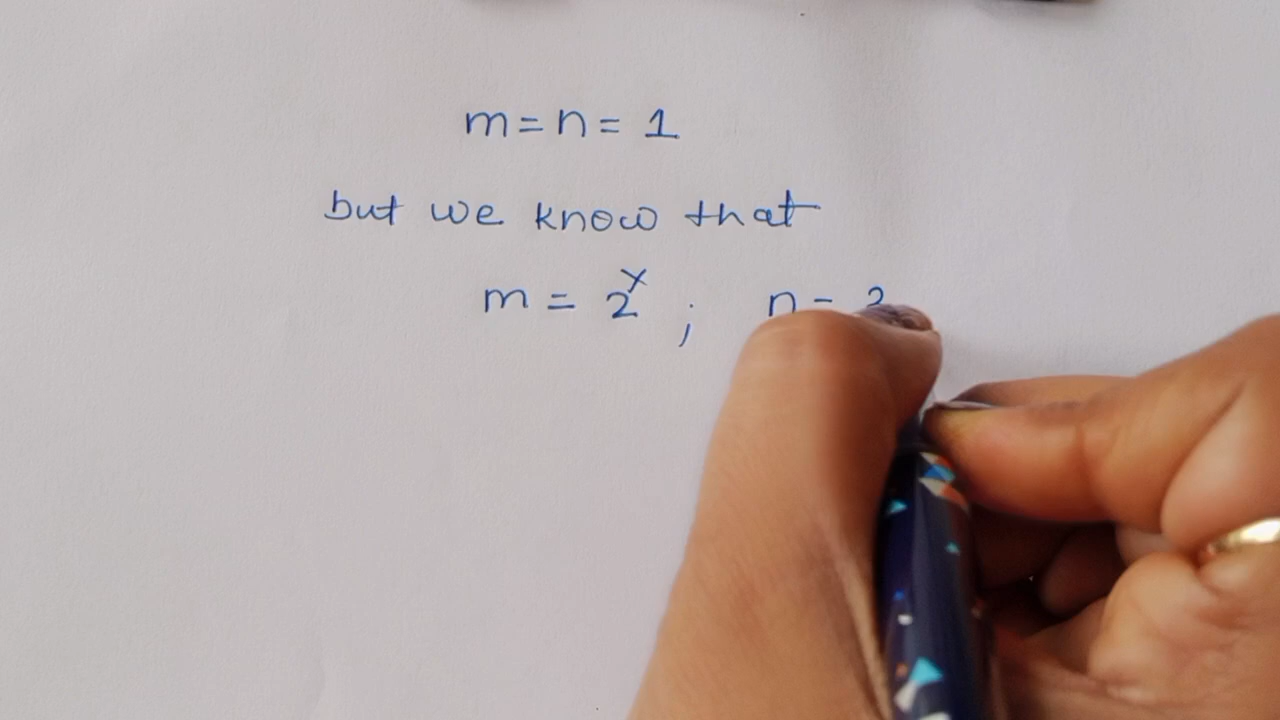 m = n = 1
but we know that
m = 2^x ; n =